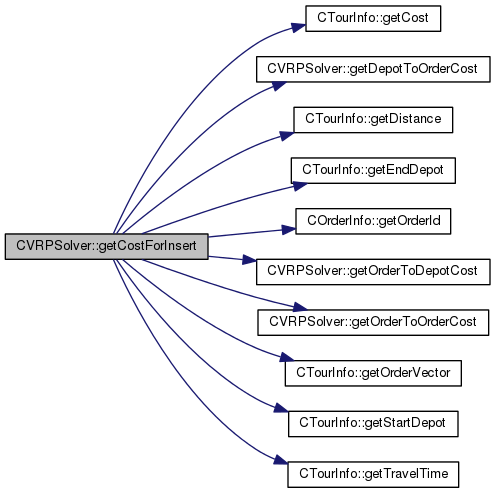 CTourInfo::getCost
CVRPSolver::getDepotToOrderCost
CTourInfo::getDistance
CTourInfo::getEndDepot
COrderInfo::getOrderId
CVRPSolver::getCostForInsert
CVRPSolver::getOrderToDepotCost
CVRPSolver::getOrderToOrderCost
CTourInfo::getOrderVector
CTourInfo::getStartDepot
CTourInfo::getTravelTime